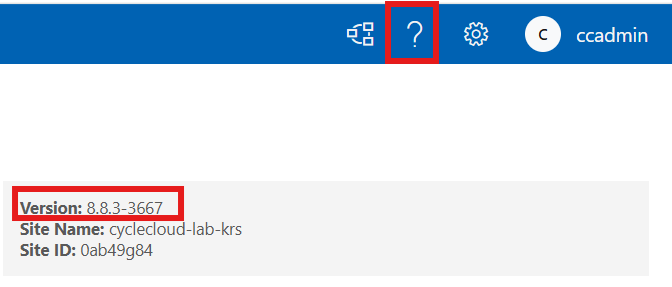 ? C ccadmin
Version: 8.8.3-3667
Site Name: cyclecloud-lab-krs
Site ID: 0ab49g84